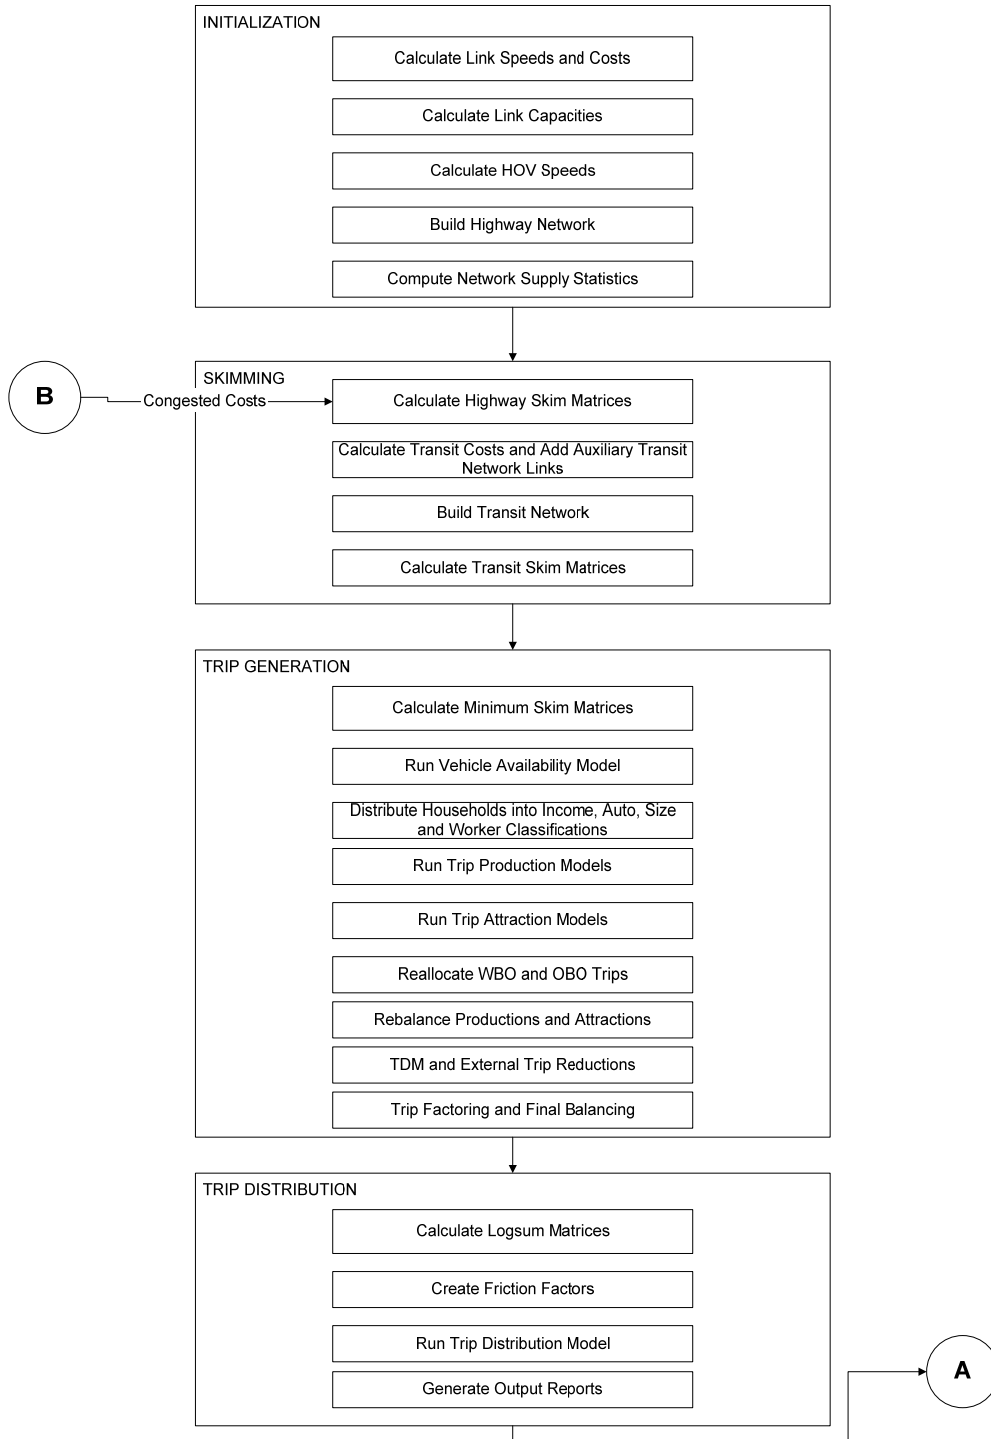 INITIALIZATION
Calculate Link Speeds and Costs
Calculate Link Capacities
Calculate HOV Speeds
Build Highway Network
Compute Network Supply Statistics
SKIMMING
B
Congested Costs
Calculate Highway Skim Matrices
Calculate Transit Costs and Add Auxiliary Transit
Network Links
Build Transit Network
Calculate Transit Skim Matrices
TRIP GENERATION
Calculate Minimum Skim Matrices
Run Vehicle Availability Model
Distribute Households into Income, Auto, Size
and Worker Classifications
Run Trip Production Models
Run Trip Attraction Models
Reallocate WBO and OBO Trips
Rebalance Productions and Attractions
TDM and External Trip Reductions
Trip Factoring and Final Balancing
TRIP DISTRIBUTION
Calculate Logsum Matrices
Create Friction Factors
Run Trip Distribution Model
A
Generate Output Reports